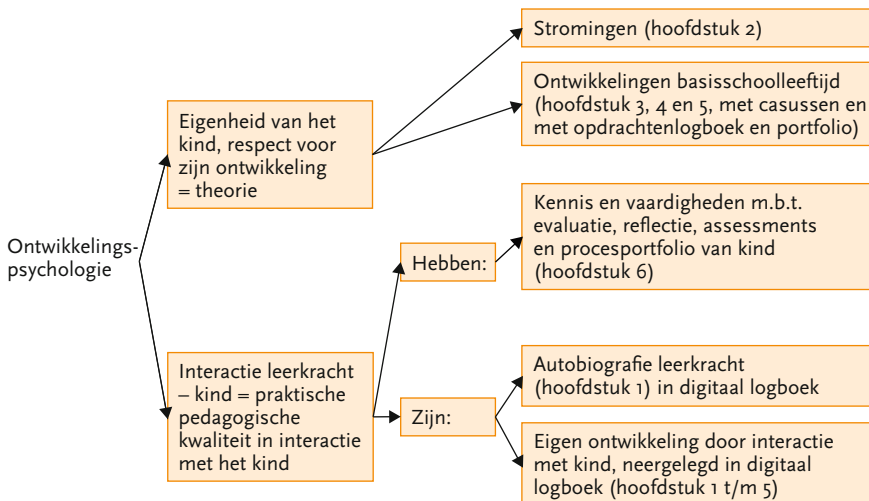 Ontwikkelings-
psychologie
Eigenheid van het
kind, respect voor
zijn ontwikkeling
= theorie
Stromingen (hoofdstuk 2)
Ontwikkelingen basisschoolleeftijd
(hoofdstuk 3, 4 en 5, met casussen en
met opdrachtenlogboek en portfolio)
Interactie leerkracht
– kind = praktische
pedagogische
kwaliteit in interactie
met het kind
Hebben:
Kennis en vaardigheden m.b.t.
evaluatie, reflectie, assessments
en procesportfolio van kind
(hoofdstuk 6)
Zijn:
Autobiografie leerkracht
(hoofdstuk 1) in digitaal logboek
Eigen ontwikkeling door interactie
met kind, neergelegd in digitaal
logboek (hoofdstuk 1 t/m 5)